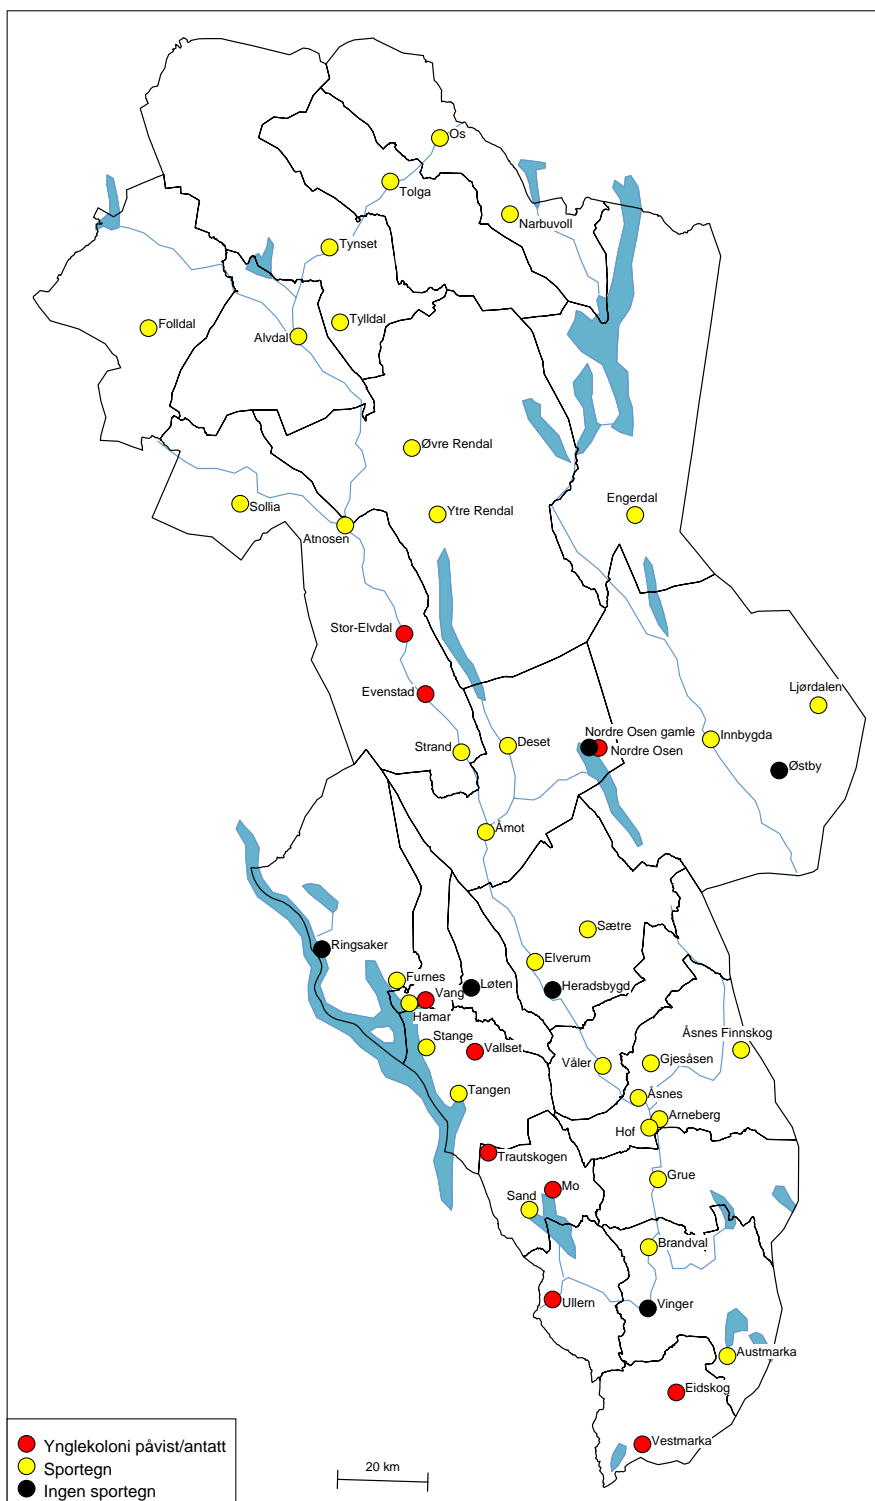 Os
Tolga
Narbuvoll
Tynset
Tylldal
Folldal
Alvdal
Øvre Rendal
Sollia
Ytre Rendal
Engerdal
Atnosen
Stor-Elvdal
Evenstad
Ljørdalen
Strand
Deset
Nordre Osen gamle
Nordre Osen
Innbygda
Østby
Åmot
Sætre
Ringsaker
Elverum
Furnes
Vang
Løten
Heradsbygd
Hamar
Stange
Vallset
Åsnes Finnskog
Våler
Gjesåsen
Tangen
Åsnes
Arneberg
Hof
Trautskogen
Mo
Grue
Sand
Brandval
Ullern
Vinger
Austmarka
Eidskog
Vestmarka
Ynglekoloni påvist/antatt
Sportegn
Ingen sportegn
20 km